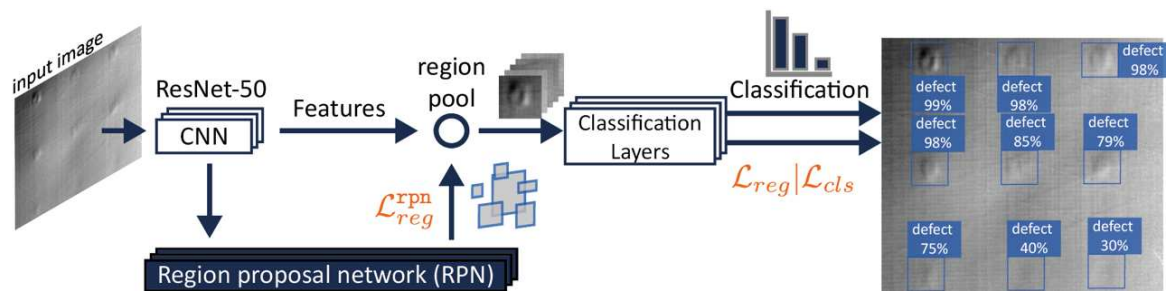 input image
ResNet-50
CNN
Features
region
pool
Classification
Layers
Classification
ℒ_reg^rpn
ℒ_reg|ℒ_cls
Region proposal network (RPN)
defect
99%
defect
98%
defect
98%
defect
98%
defect
85%
defect
79%
defect
75%
defect
40%
defect
30%